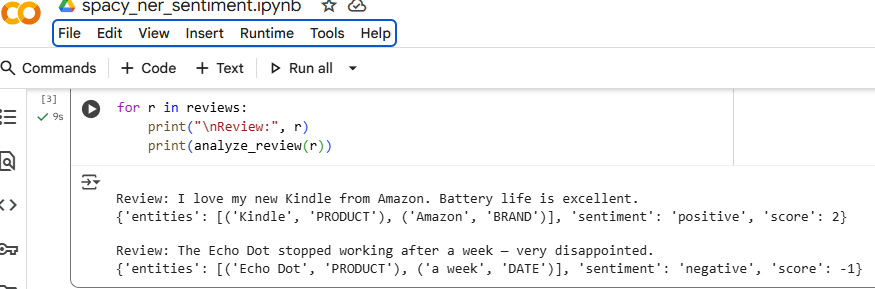 spacy_ner_sentiment.ipynb
File Edit View Insert Runtime Tools Help
Commands + Code + Text Run all
[3]
9s
for r in reviews:
print("\nReview:", r)
print(analyze_review(r))
Review: I love my new Kindle from Amazon. Battery life is excellent.
{'entities': [('Kindle', 'PRODUCT'), ('Amazon', 'BRAND')], 'sentiment': 'positive', 'score': 2}
Review: The Echo Dot stopped working after a week — very disappointed.
{'entities': [('Echo Dot', 'PRODUCT'), ('a week', 'DATE')], 'sentiment': 'negative', 'score': -1}